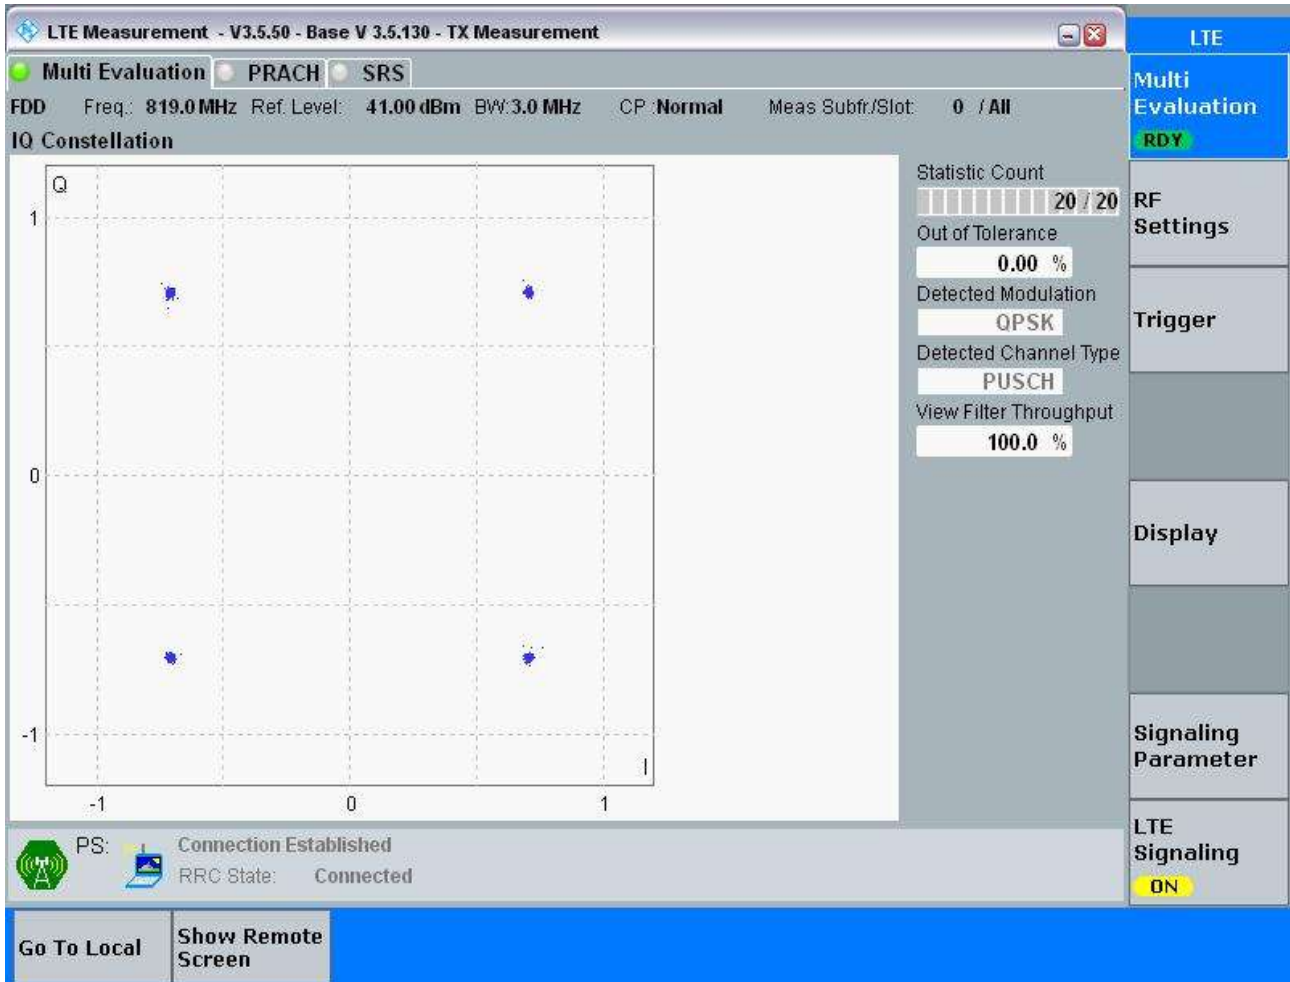 LTE Measurement - V3.5.50 - Base V 3.5.130 - TX Measurement
LTE
Multi Evaluation PRACH SRS
Multi
Evaluation
RDY
FDD Freq.: 819.0 MHz Ref. Level: 41.00 dBm BW: 3.0 MHz CP :Normal Meas Subfr./Slot: 0 / All
IQ Constellation
Q
1
0
-1
I
-1 0 1
Statistic Count
20 / 20
Out of Tolerance
0.00 %
Detected Modulation
QPSK
Detected Channel Type
PUSCH
View Filter Throughput
100.0 %
RF
Settings
Trigger
Display
Signaling
Parameter
LTE
Signaling
ON
PS: Connection Established
RRC State: Connected
Go To Local
Show Remote
Screen